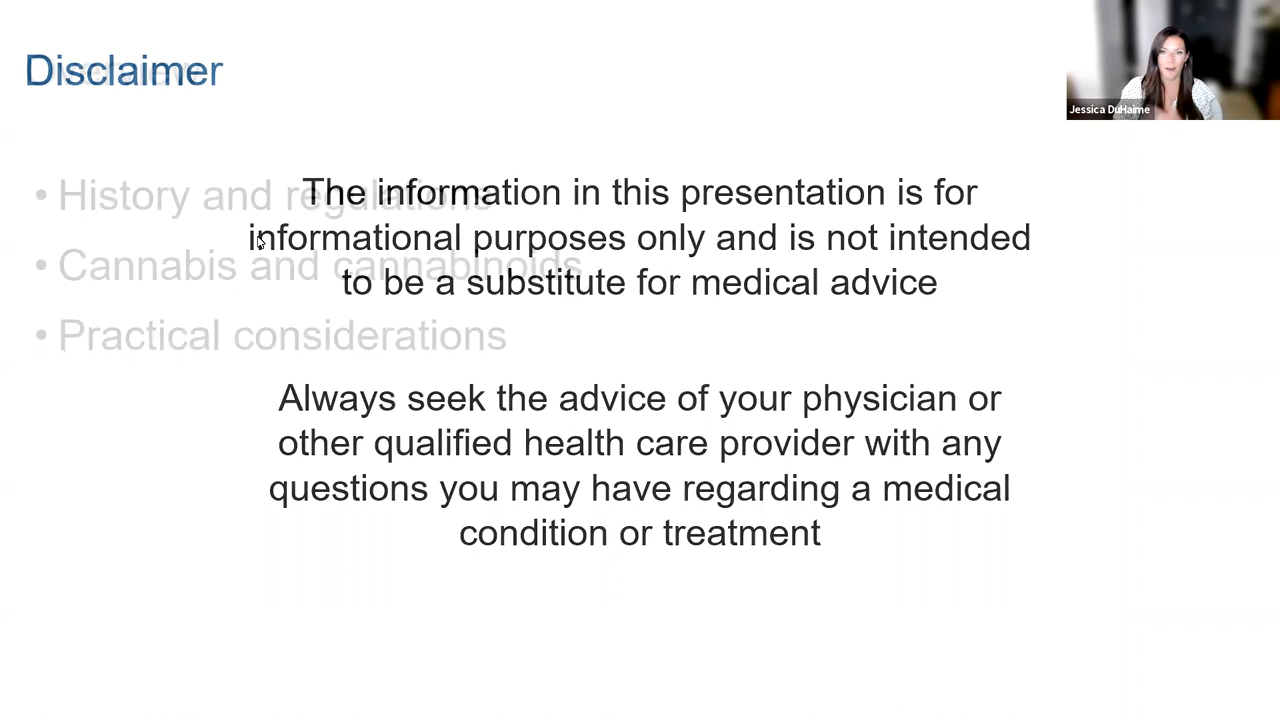 Disclaimer
Jessica DuHaime
• History and regulations
The information in this presentation is for
informational purposes only and is not intended
• Cannabis and cannabinoids
to be a substitute for medical advice
• Practical considerations
Always seek the advice of your physician or
other qualified health care provider with any
questions you may have regarding a medical
condition or treatment